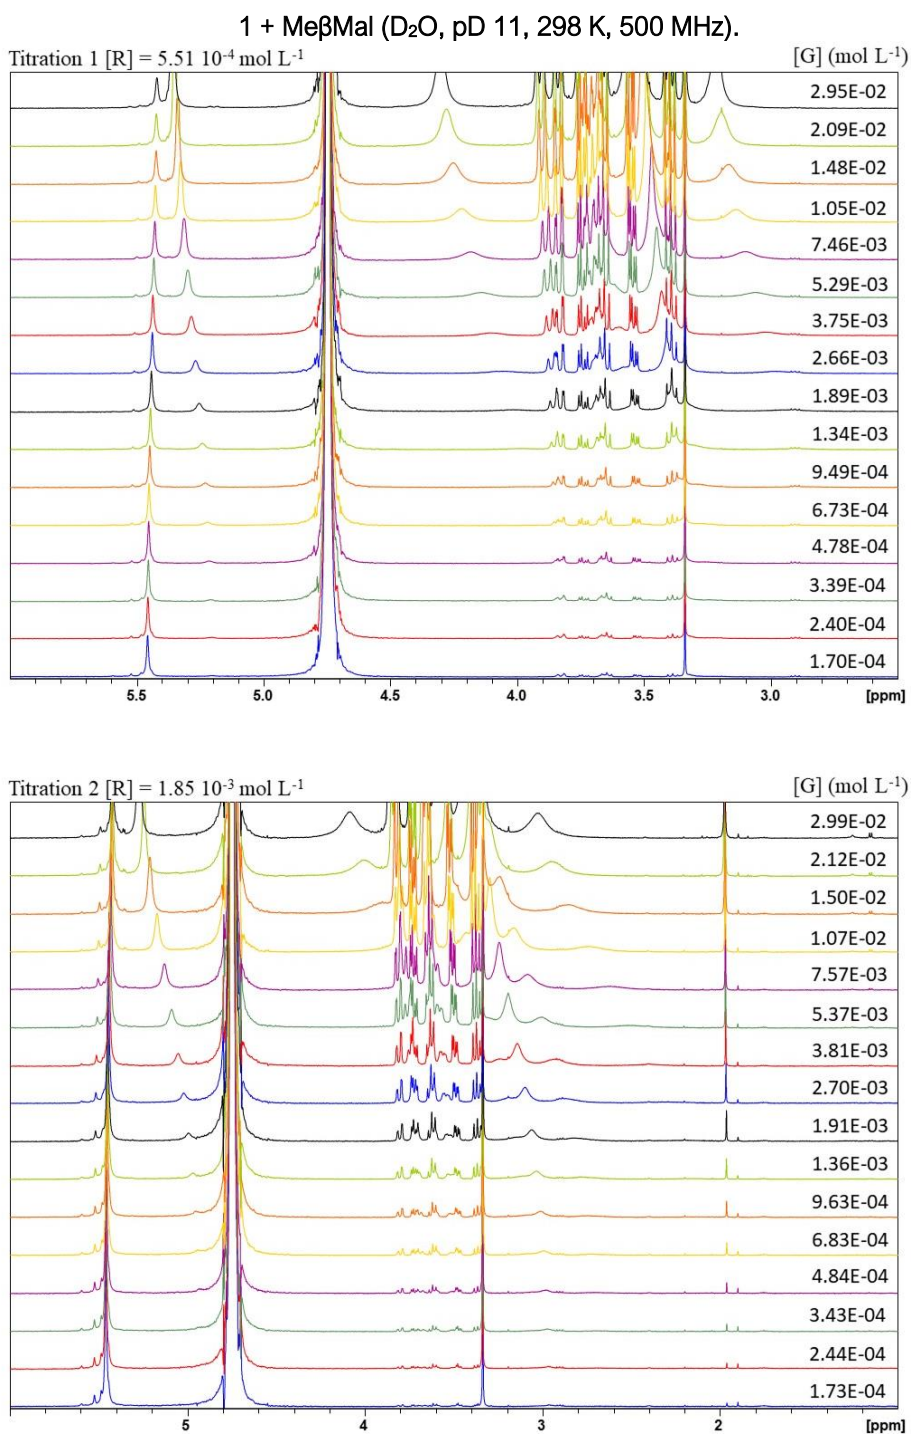 1 + MeβMal (D₂O, pD 11, 298 K, 500 MHz).
Titration 1 [R] = 5.51 10⁻⁴ mol L⁻¹
[G] (mol L⁻¹)
2.95E-02
2.09E-02
1.48E-02
1.05E-02
7.46E-03
5.29E-03
3.75E-03
2.66E-03
1.89E-03
1.34E-03
9.49E-04
6.73E-04
4.78E-04
3.39E-04
2.40E-04
1.70E-04
5.5 5.0 4.5 4.0 3.5 3.0 [ppm]
Titration 2 [R] = 1.85 10⁻³ mol L⁻¹
[G] (mol L⁻¹)
2.99E-02
2.12E-02
1.50E-02
1.07E-02
7.57E-03
5.37E-03
3.81E-03
2.70E-03
1.91E-03
1.36E-03
9.63E-04
6.83E-04
4.84E-04
3.43E-04
2.44E-04
1.73E-04
5 4 3 2 [ppm]